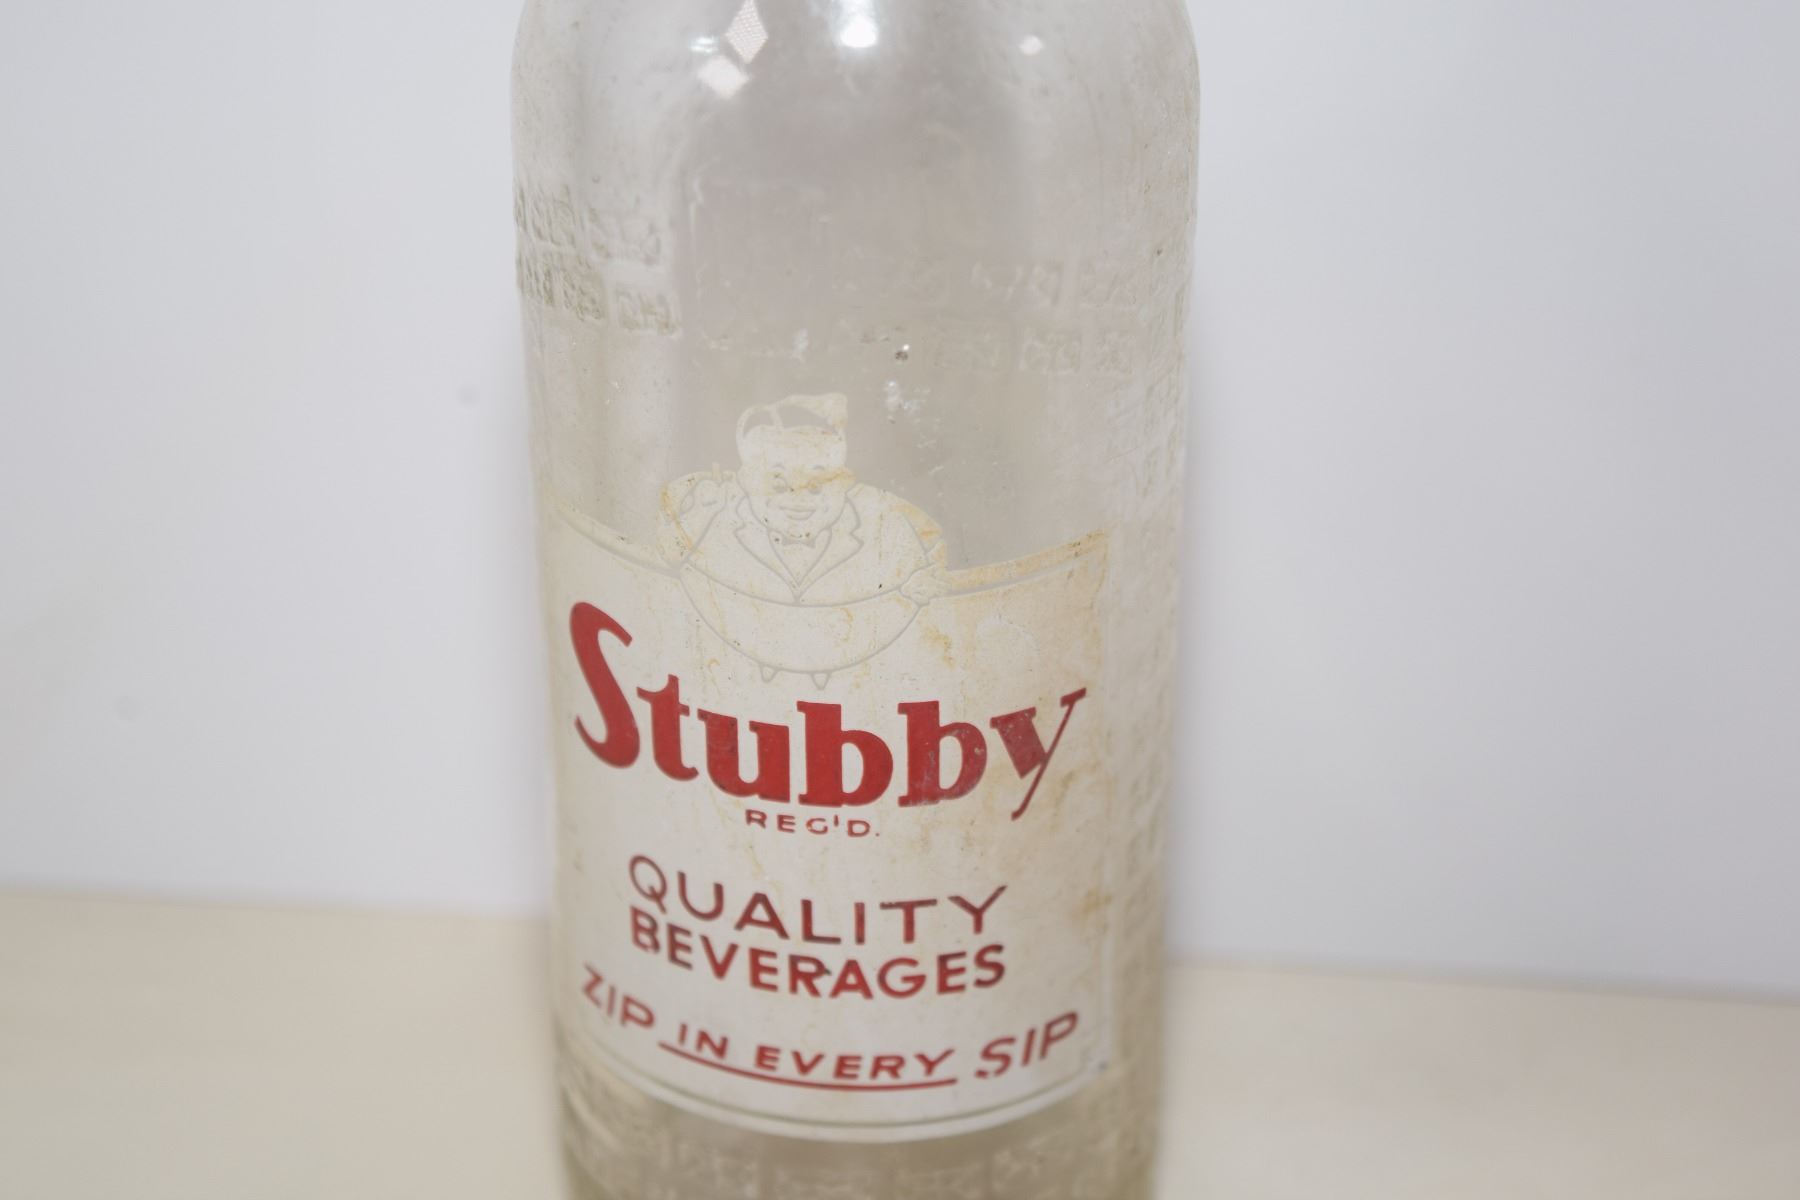 Stubby
REG'D.
QUALITY
BEVERAGES
ZIP IN EVERY SIP